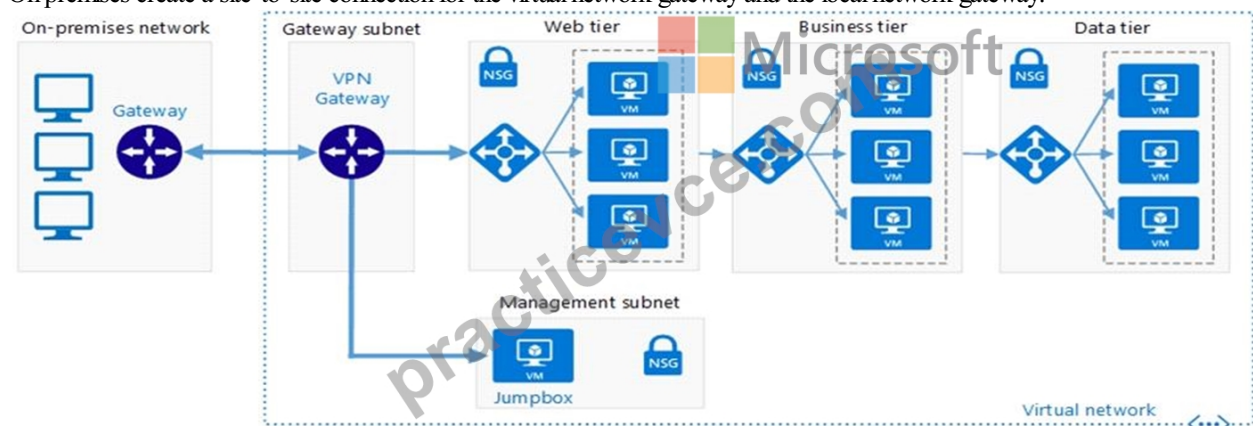 On premises create a site-to-site connection for the virtual network gateway and the local network gateway.
On-premises network
Gateway subnet
Web tier
Business tier
Data tier
Microsoft
VPN
Gateway
Gateway
NSG
NSG
NSG
VM
VM
VM
VM
VM
VM
VM
VM
VM
Management subnet
NSG
VM
Jumpbox
Virtual network
practicevce.com